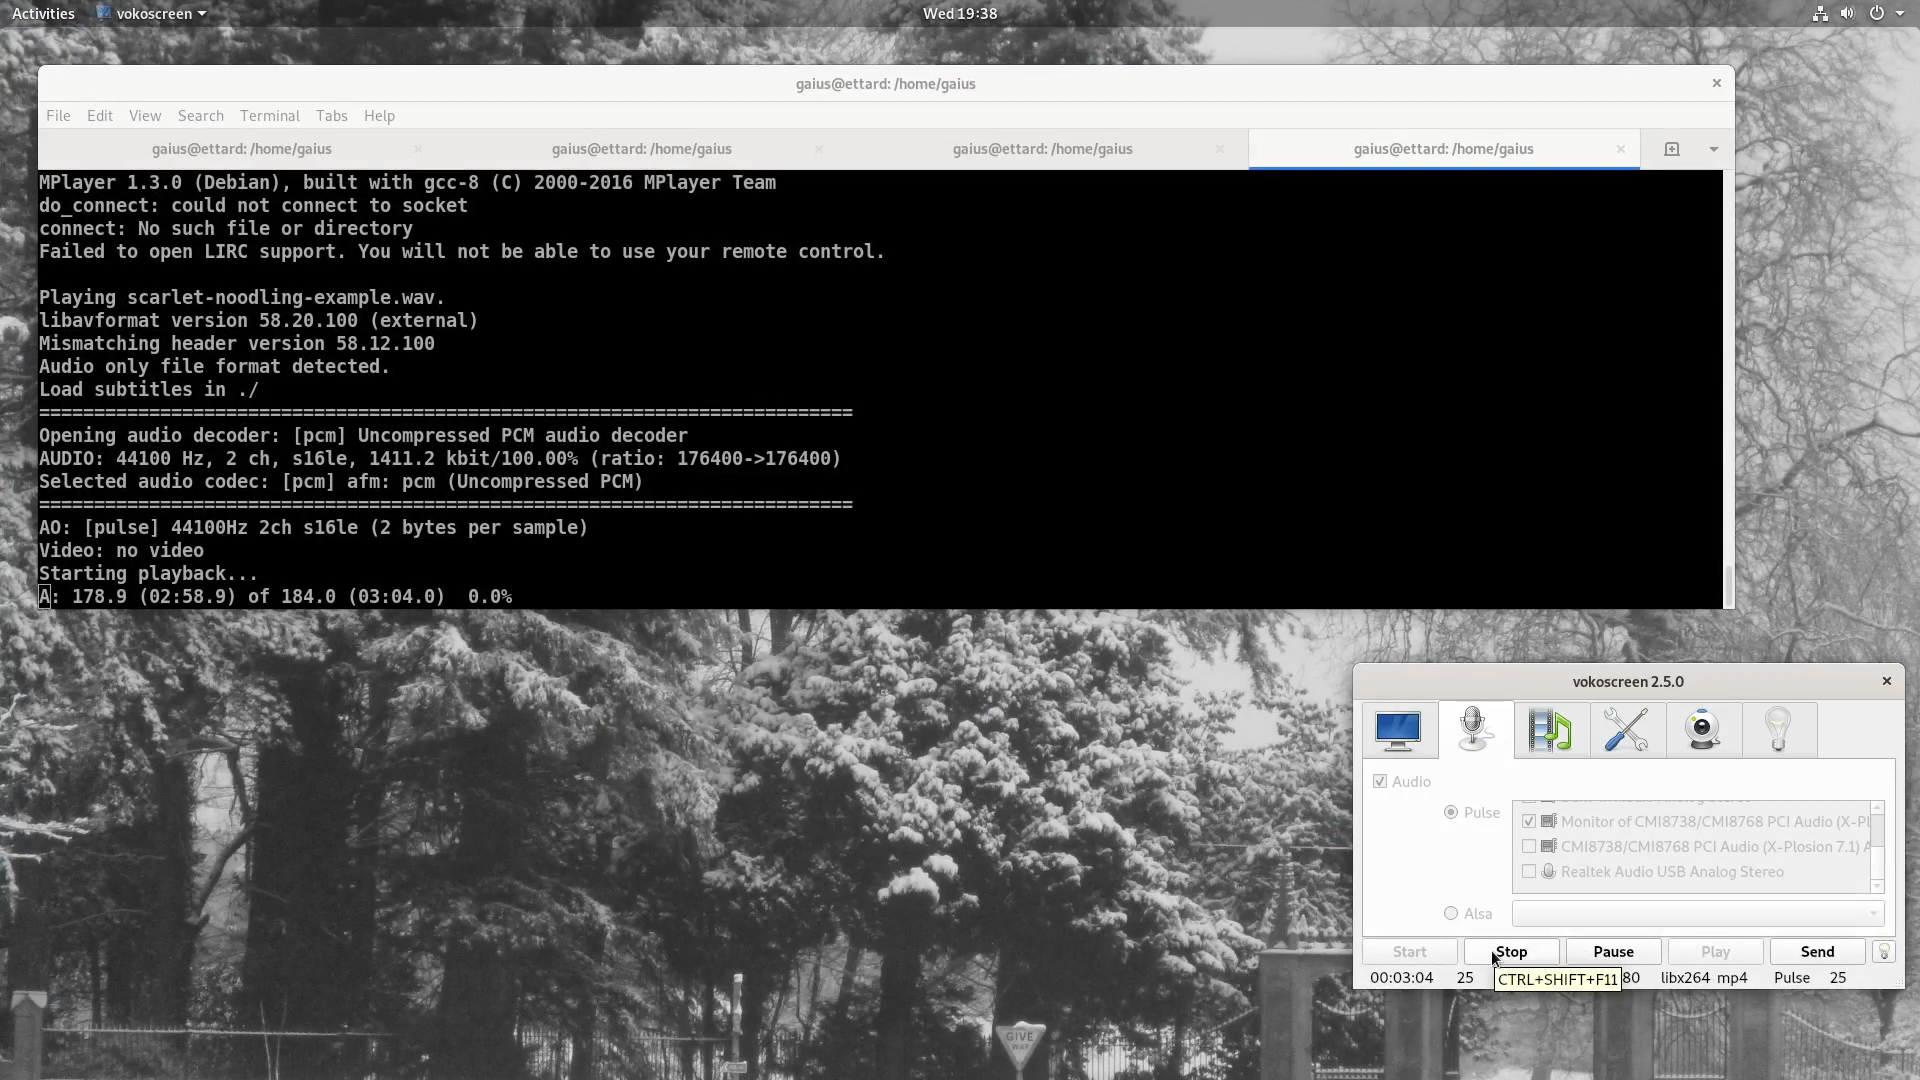 Activities vokoscreen Wed 19:38
gaius@ettard: /home/gaius
File Edit View Search Terminal Tabs Help
gaius@ettard: /home/gaius gaius@ettard: /home/gaius gaius@ettard: /home/gaius gaius@ettard: /home/gaius
MPlayer 1.3.0 (Debian), built with gcc-8 (C) 2000-2016 MPlayer Team
do_connect: could not connect to socket
connect: No such file or directory
Failed to open LIRC support. You will not be able to use your remote control.
Playing scarlet-noodling-example.wav.
libavformat version 58.20.100 (external)
Mismatching header version 58.12.100
Audio only file format detected.
Load subtitles in ./
==========================================================================
Opening audio decoder: [pcm] Uncompressed PCM audio decoder
AUDIO: 44100 Hz, 2 ch, s16le, 1411.2 kbit/100.00% (ratio: 176400->176400)
Selected audio codec: [pcm] afm: pcm (Uncompressed PCM)
==========================================================================
AO: [pulse] 44100Hz 2ch s16le (2 bytes per sample)
Video: no video
Starting playback...
A: 178.9 (02:58.9) of 184.0 (03:04.0) 0.0%
vokoscreen 2.5.0
Audio
Pulse
Monitor of CMI8738/CMI8768 PCI Audio (X-Pl
CMI8738/CMI8768 PCI Audio (X-Plosion 7.1) A
Realtek Audio USB Analog Stereo
Alsa
Start Stop Pause Play Send
00:03:04 25 CTRL+SHIFT+F11 80 libx264 mp4 Pulse 25
GIVE
WAY